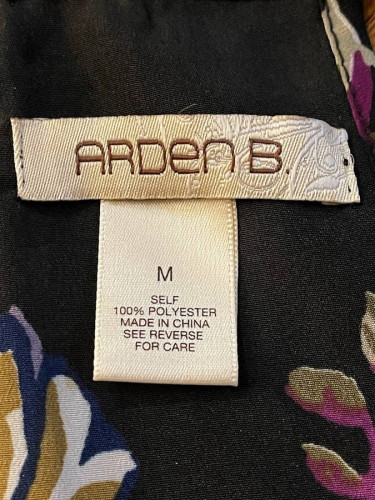 ARDEN B.
M
SELF
100% POLYESTER
MADE IN CHINA
SEE REVERSE
FOR CARE